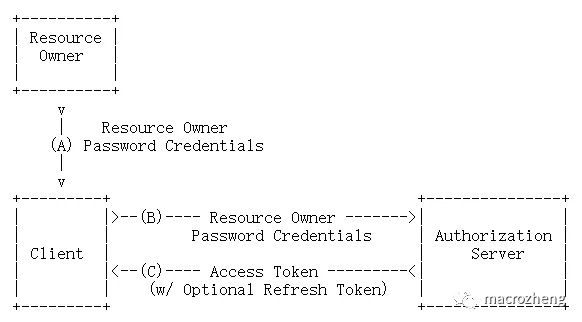 Resource
Owner
v
Resource Owner
(A) Password Credentials
v
>--(B)---- Resource Owner ------->
Password Credentials
Client
Authorization
Server
<--(C)---- Access Token ---------<
(w/ Optional Refresh Token)
macrozheng